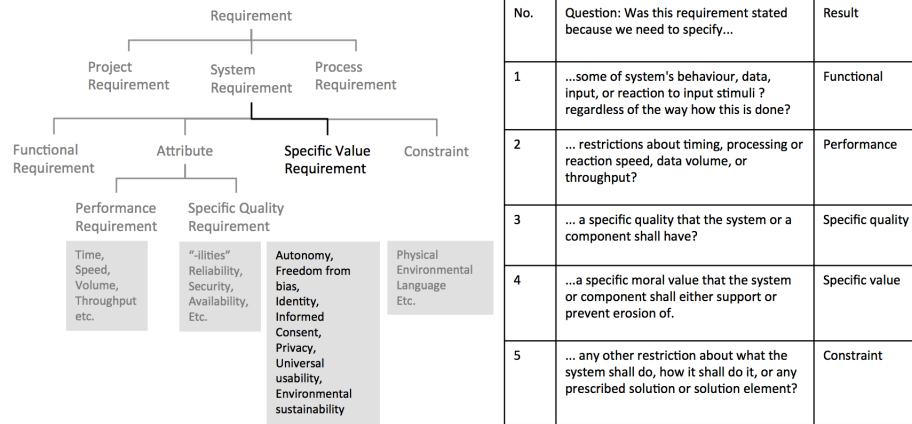 Requirement
Project
Requirement
System
Requirement
Process
Requirement
Functional
Requirement
Attribute
Specific Value
Requirement
Constraint
Performance
Requirement
Specific Quality
Requirement
Time,
Speed,
Volume,
Throughput
etc.
"-ilities"
Reliability,
Security,
Availability,
Etc.
Autonomy,
Freedom from
bias,
Identity,
Informed
Consent,
Privacy,
Universal
usability,
Environmental
sustainability
Physical
Environmental
Language
Etc.
No.
Question: Was this requirement stated
because we need to specify...
Result
1
...some of system's behaviour, data,
input, or reaction to input stimuli ?
regardless of the way how this is done?
Functional
2
... restrictions about timing, processing or
reaction speed, data volume, or
throughput?
Performance
3
... a specific quality that the system or a
component shall have?
Specific quality
4
...a specific moral value that the system
or component shall either support or
prevent erosion of.
Specific value
5
... any other restriction about what the
system shall do, how it shall do it, or any
prescribed solution or solution element?
Constraint